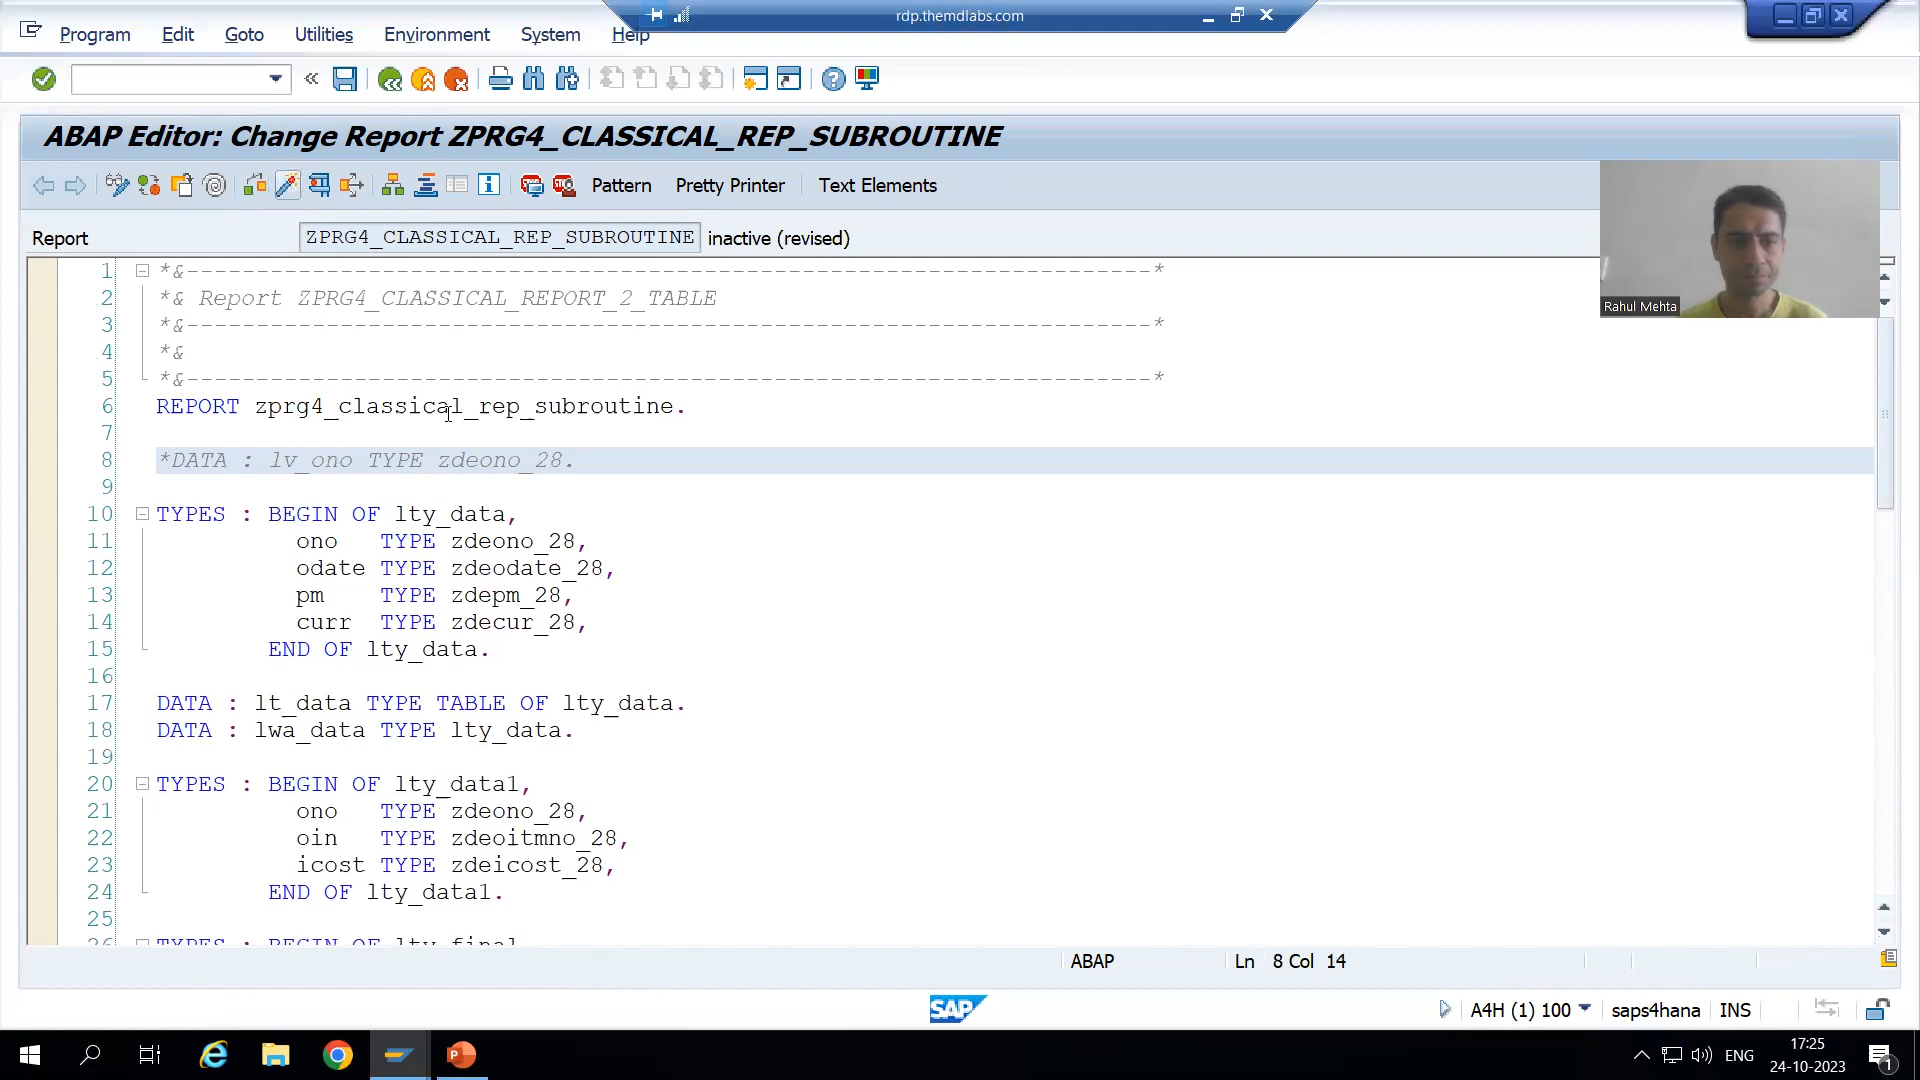 rdp.themdlabs.com
Program Edit Goto Utilities Environment System Help
ABAP Editor: Change Report ZPRG4_CLASSICAL_REP_SUBROUTINE
Pattern Pretty Printer Text Elements
Report ZPRG4_CLASSICAL_REP_SUBROUTINE inactive (revised)
Rahul Mehta
1 *&---------------------------------------------------------------------*
2 *& Report ZPRG4_CLASSICAL_REPORT_2_TABLE
3 *&---------------------------------------------------------------------*
4 *&
5 *&---------------------------------------------------------------------*
6 REPORT zprg4_classical_rep_subroutine.
7
8 *DATA : lv_ono TYPE zdeono_28.
9
10 TYPES : BEGIN OF lty_data,
11 ono TYPE zdeono_28,
12 odate TYPE zdeodate_28,
13 pm TYPE zdepm_28,
14 curr TYPE zdecur_28,
15 END OF lty_data.
16
17 DATA : lt_data TYPE TABLE OF lty_data.
18 DATA : lwa_data TYPE lty_data.
19
20 TYPES : BEGIN OF lty_data1,
21 ono TYPE zdeono_28,
22 oin TYPE zdeoitmno_28,
23 icost TYPE zdeicost_28,
24 END OF lty_data1.
25
26 TYPES : BEGIN OF lty_final
ABAP Ln 8 Col 14
SAP A4H (1) 100 saps4hana INS
ENG 17:25
24-10-2023
1